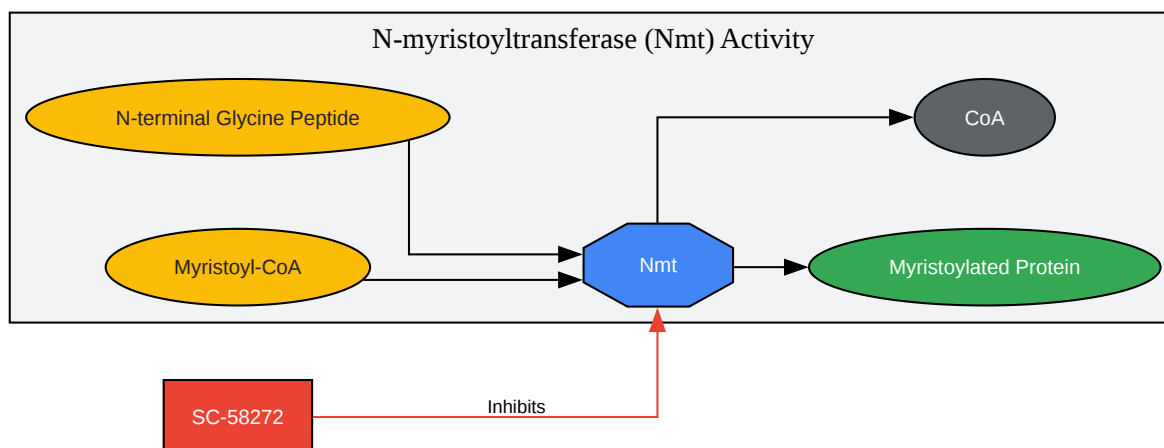 N-myristoyltransferase (Nmt) Activity
N-terminal Glycine Peptide
CoA
Myristoyl-CoA
Nmt
Myristoylated Protein
SC-58272
Inhibits